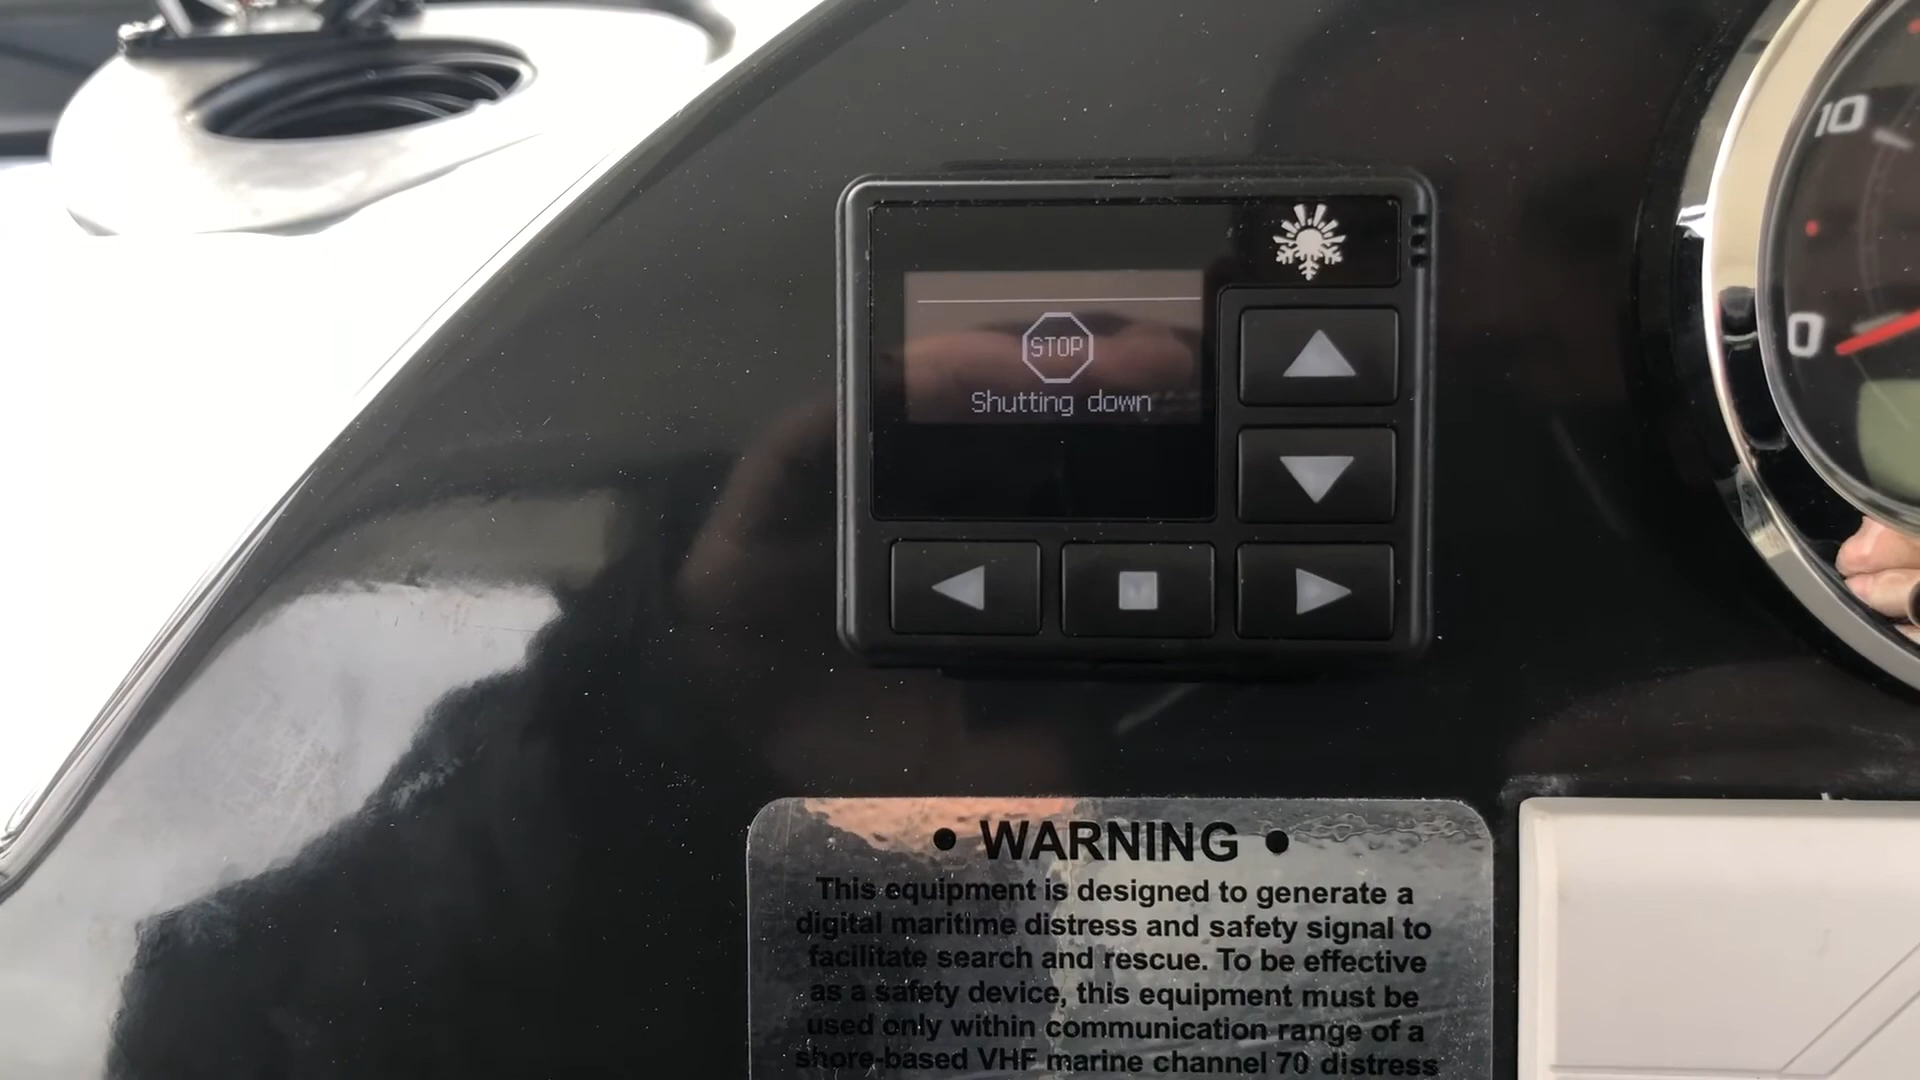 STOP
Shutting down
10
0
• WARNING •
This equipment is designed to generate a
digital maritime distress and safety signal to
facilitate search and rescue. To be effective
as a safety device, this equipment must be
used only within communication range of a
shore-based VHF marine channel 70 distress